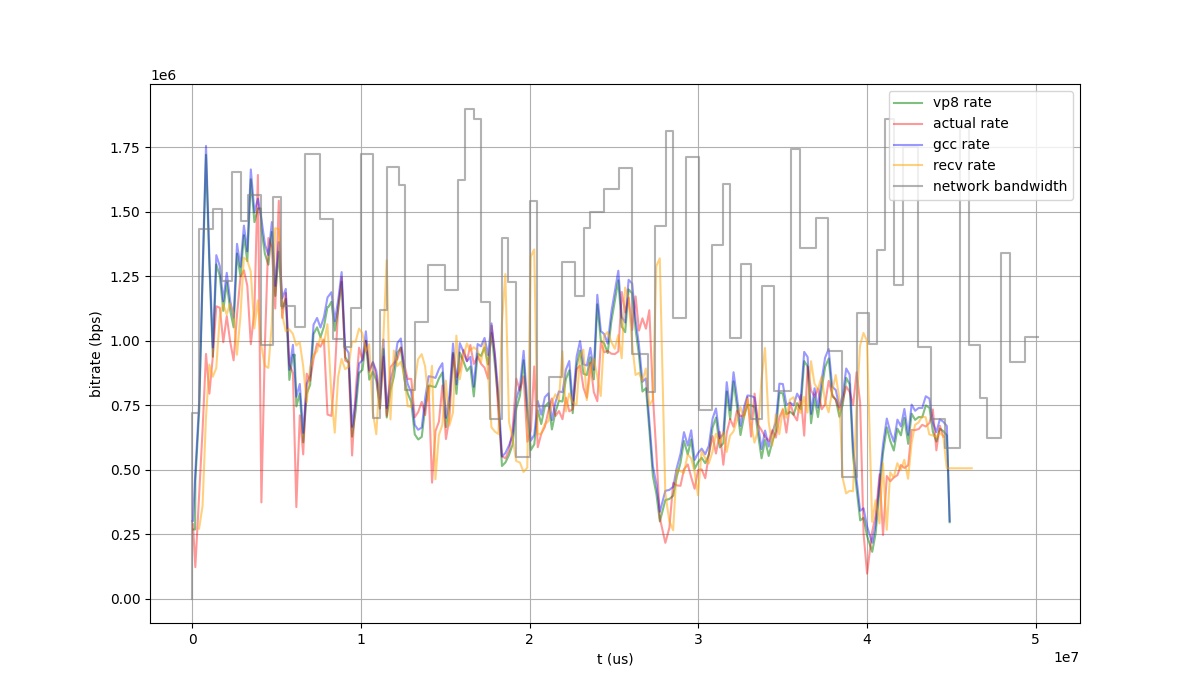 1e6
1.75
1.50
1.25
1.00
0.75
0.50
0.25
0.00
bitrate (bps)
0 1 2 3 4 5
t (us)
1e7
vp8 rate
actual rate
gcc rate
recv rate
network bandwidth